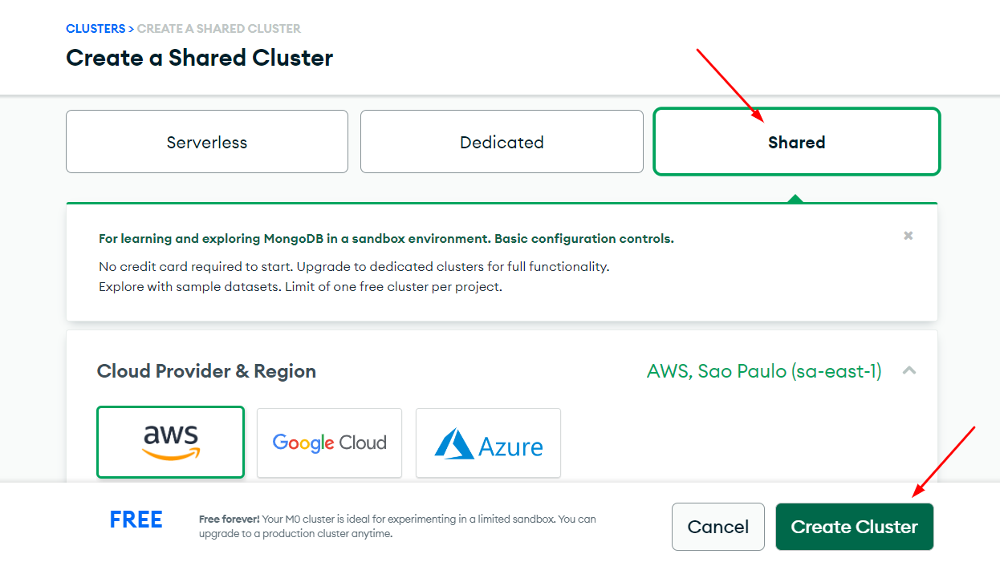 CLUSTERS > CREATE A SHARED CLUSTER
Create a Shared Cluster
Serverless
Dedicated
Shared
For learning and exploring MongoDB in a sandbox environment. Basic configuration controls.
No credit card required to start. Upgrade to dedicated clusters for full functionality.
Explore with sample datasets. Limit of one free cluster per project.
Cloud Provider & Region
AWS, Sao Paulo (sa-east-1)
aws
Google Cloud
Azure
FREE
Free forever! Your M0 cluster is ideal for experimenting in a limited sandbox. You can
upgrade to a production cluster anytime.
Cancel
Create Cluster